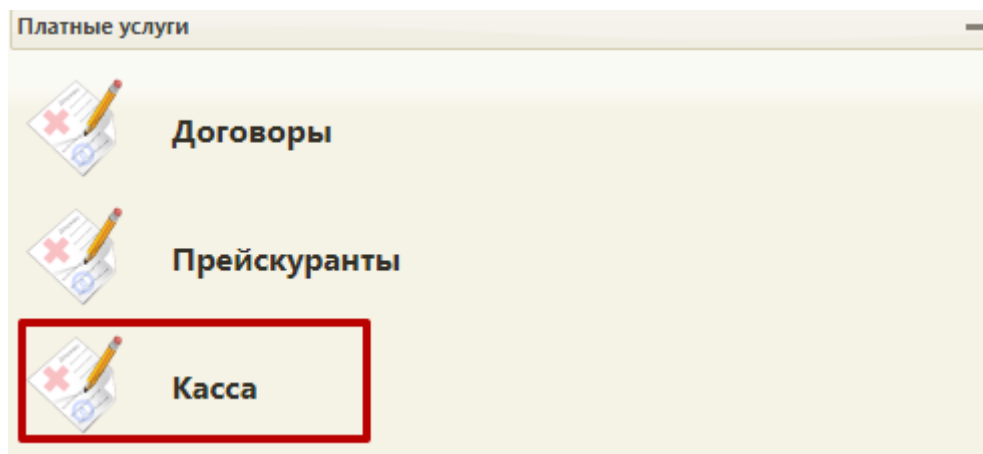 Платные услуги
Договоры
Прейскуранты
Касса